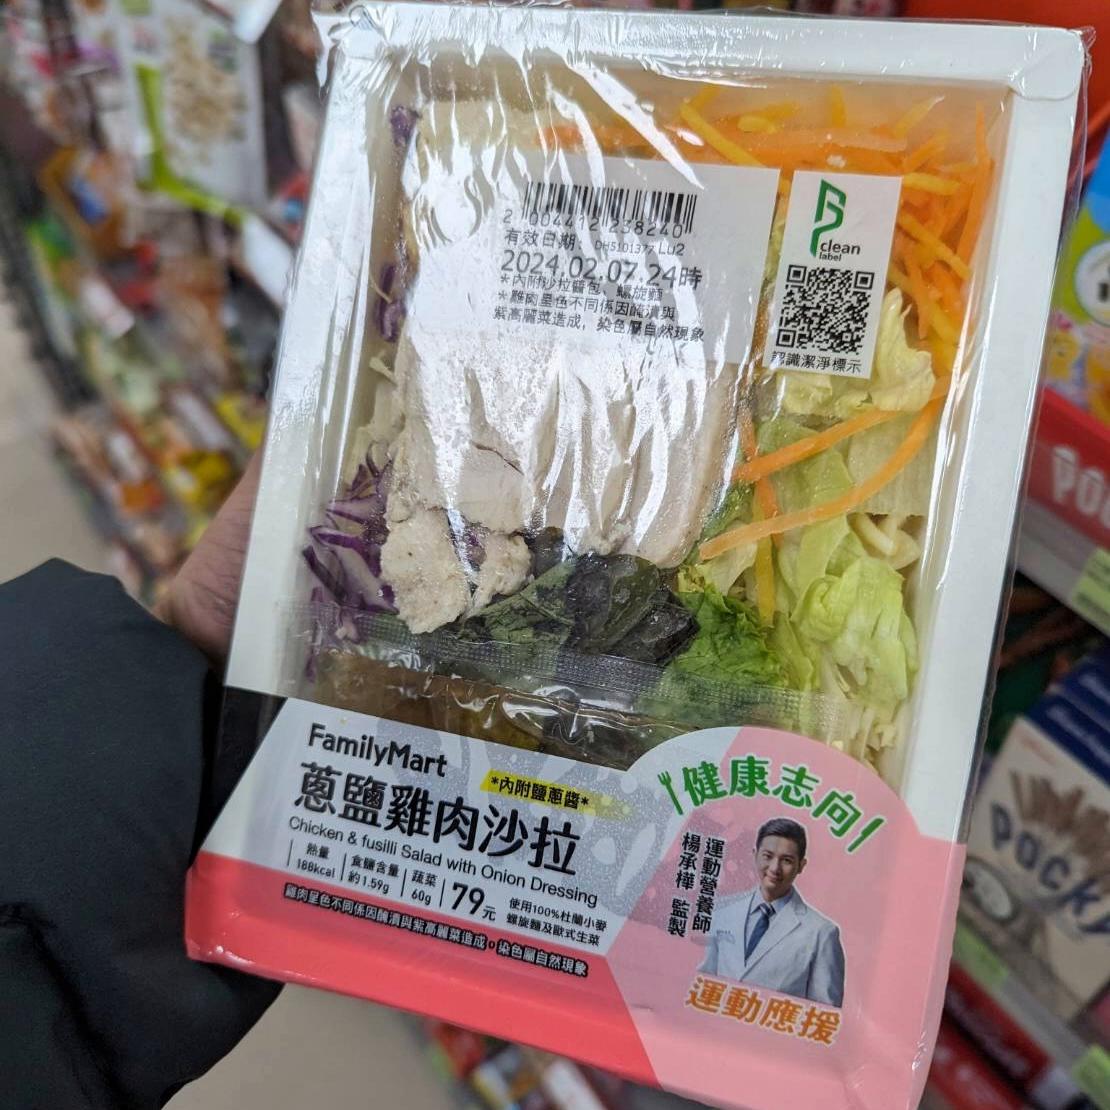 2 004412 238240
有效日期: DH5101377 Lu2
2024.02.07.24時
*內附沙拉醬包、螺旋麵
*雞肉呈色不同係因醃漬與
紫高麗菜造成,染色屬自然現象
clean
label
認識潔淨標示
FamilyMart
*內附鹽蔥醬*
蔥鹽雞肉沙拉
Chicken & fusilli Salad with Onion Dressing
熱量
188kcal
食鹽含量
約1.59g
蔬菜
60g
79元
使用100%杜蘭小麥
螺旋麵及歐式生菜
雞肉呈色不同係因醃漬與紫高麗菜造成,染色屬自然現象
健康志向
運動營養師
楊承樺 監製
運動應援
Pocky